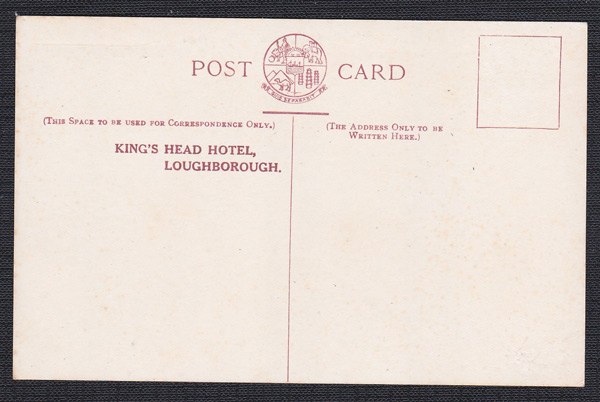 POST CARD
(THIS SPACE TO BE USED FOR CORRESPONDENCE ONLY.)
(THE ADDRESS ONLY TO BE
WRITTEN HERE.)
KING'S HEAD HOTEL,
LOUGHBOROUGH.